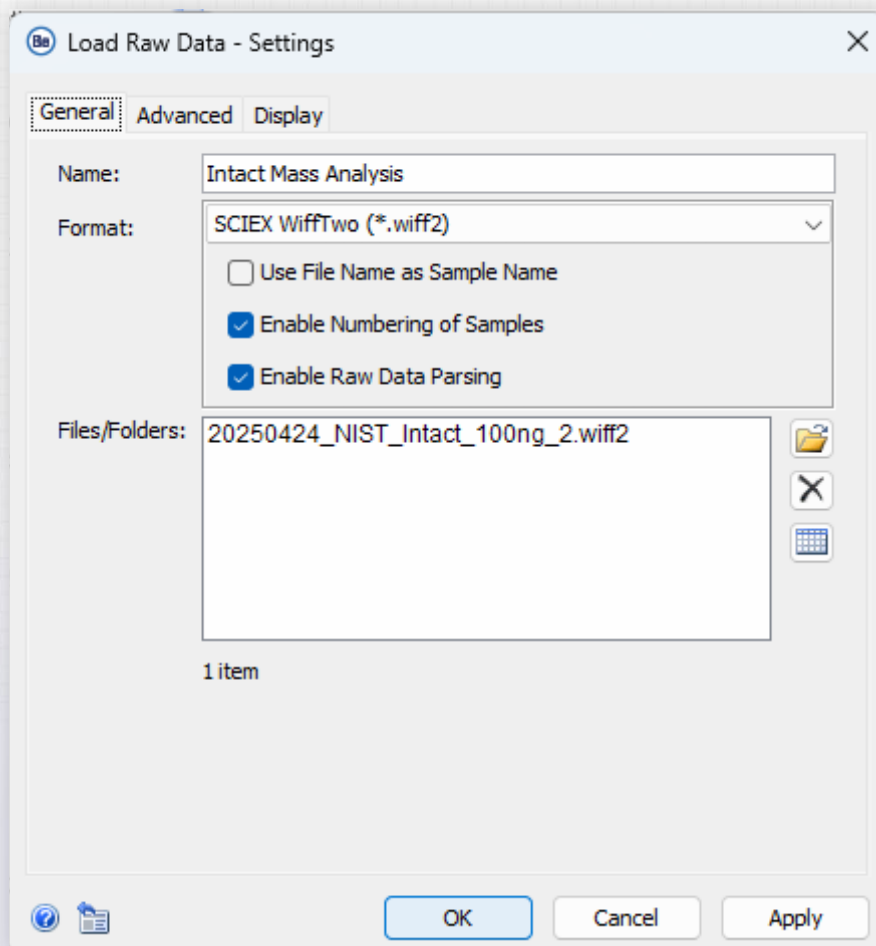 Be Load Raw Data - Settings
General Advanced Display
Name: Intact Mass Analysis
Format: SCIEX WiffTwo (*.wiff2)
Use File Name as Sample Name
Enable Numbering of Samples
Enable Raw Data Parsing
Files/Folders: 20250424_NIST_Intact_100ng_2.wiff2
1 item
? OK Cancel Apply